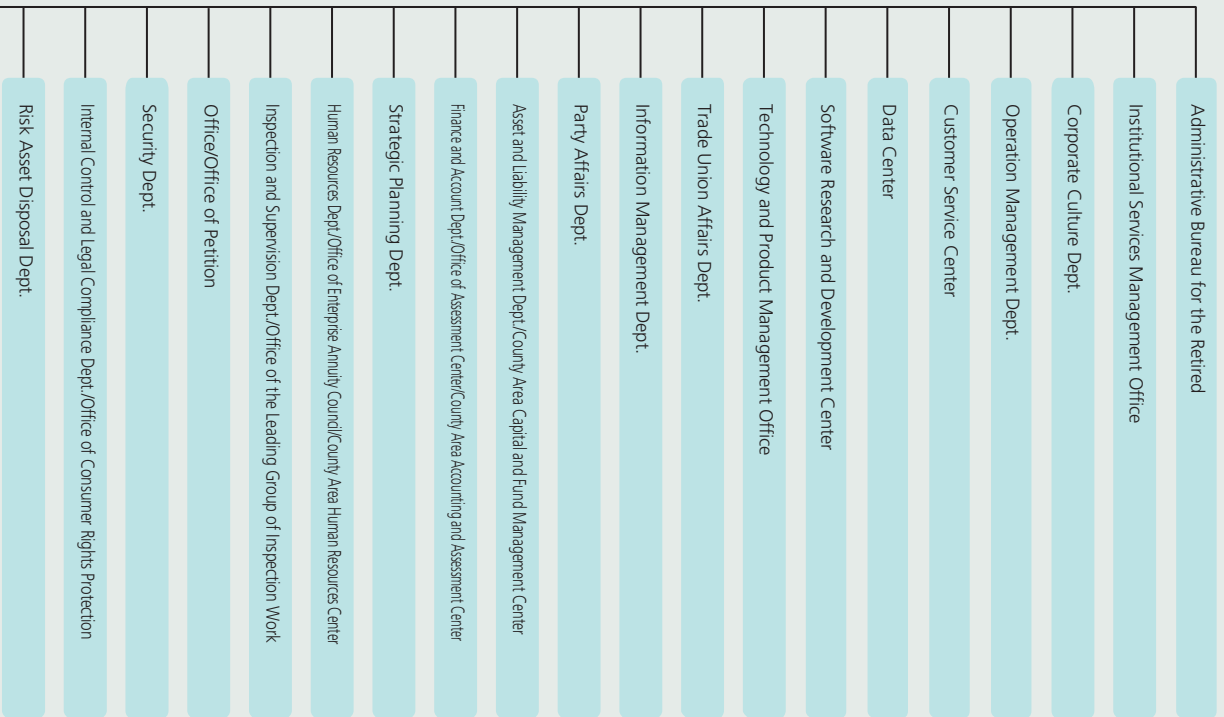 Administrative Bureau for the Retired
Institutional Services Management Office
Corporate Culture Dept.
Operation Management Dept.
Customer Service Center
Data Center
Software Research and Development Center
Technology and Product Management Office
Trade Union Affairs Dept.
Information Management Dept.
Party Affairs Dept.
Asset and Liability Management Dept./County Area Capital and Fund Management Center
Finance and Account Dept./Office of Assessment Center/County Area Accounting and Assessment Center
Strategic Planning Dept.
Human Resources Dept./Office of Enterprise Annuity Council/County Area Human Resources Center
Inspection and Supervision Dept./Office of the Leading Group of Inspection Work
Office/Office of Petition
Security Dept.
Internal Control and Legal Compliance Dept./Office of Consumer Rights Protection
Risk Asset Disposal Dept.